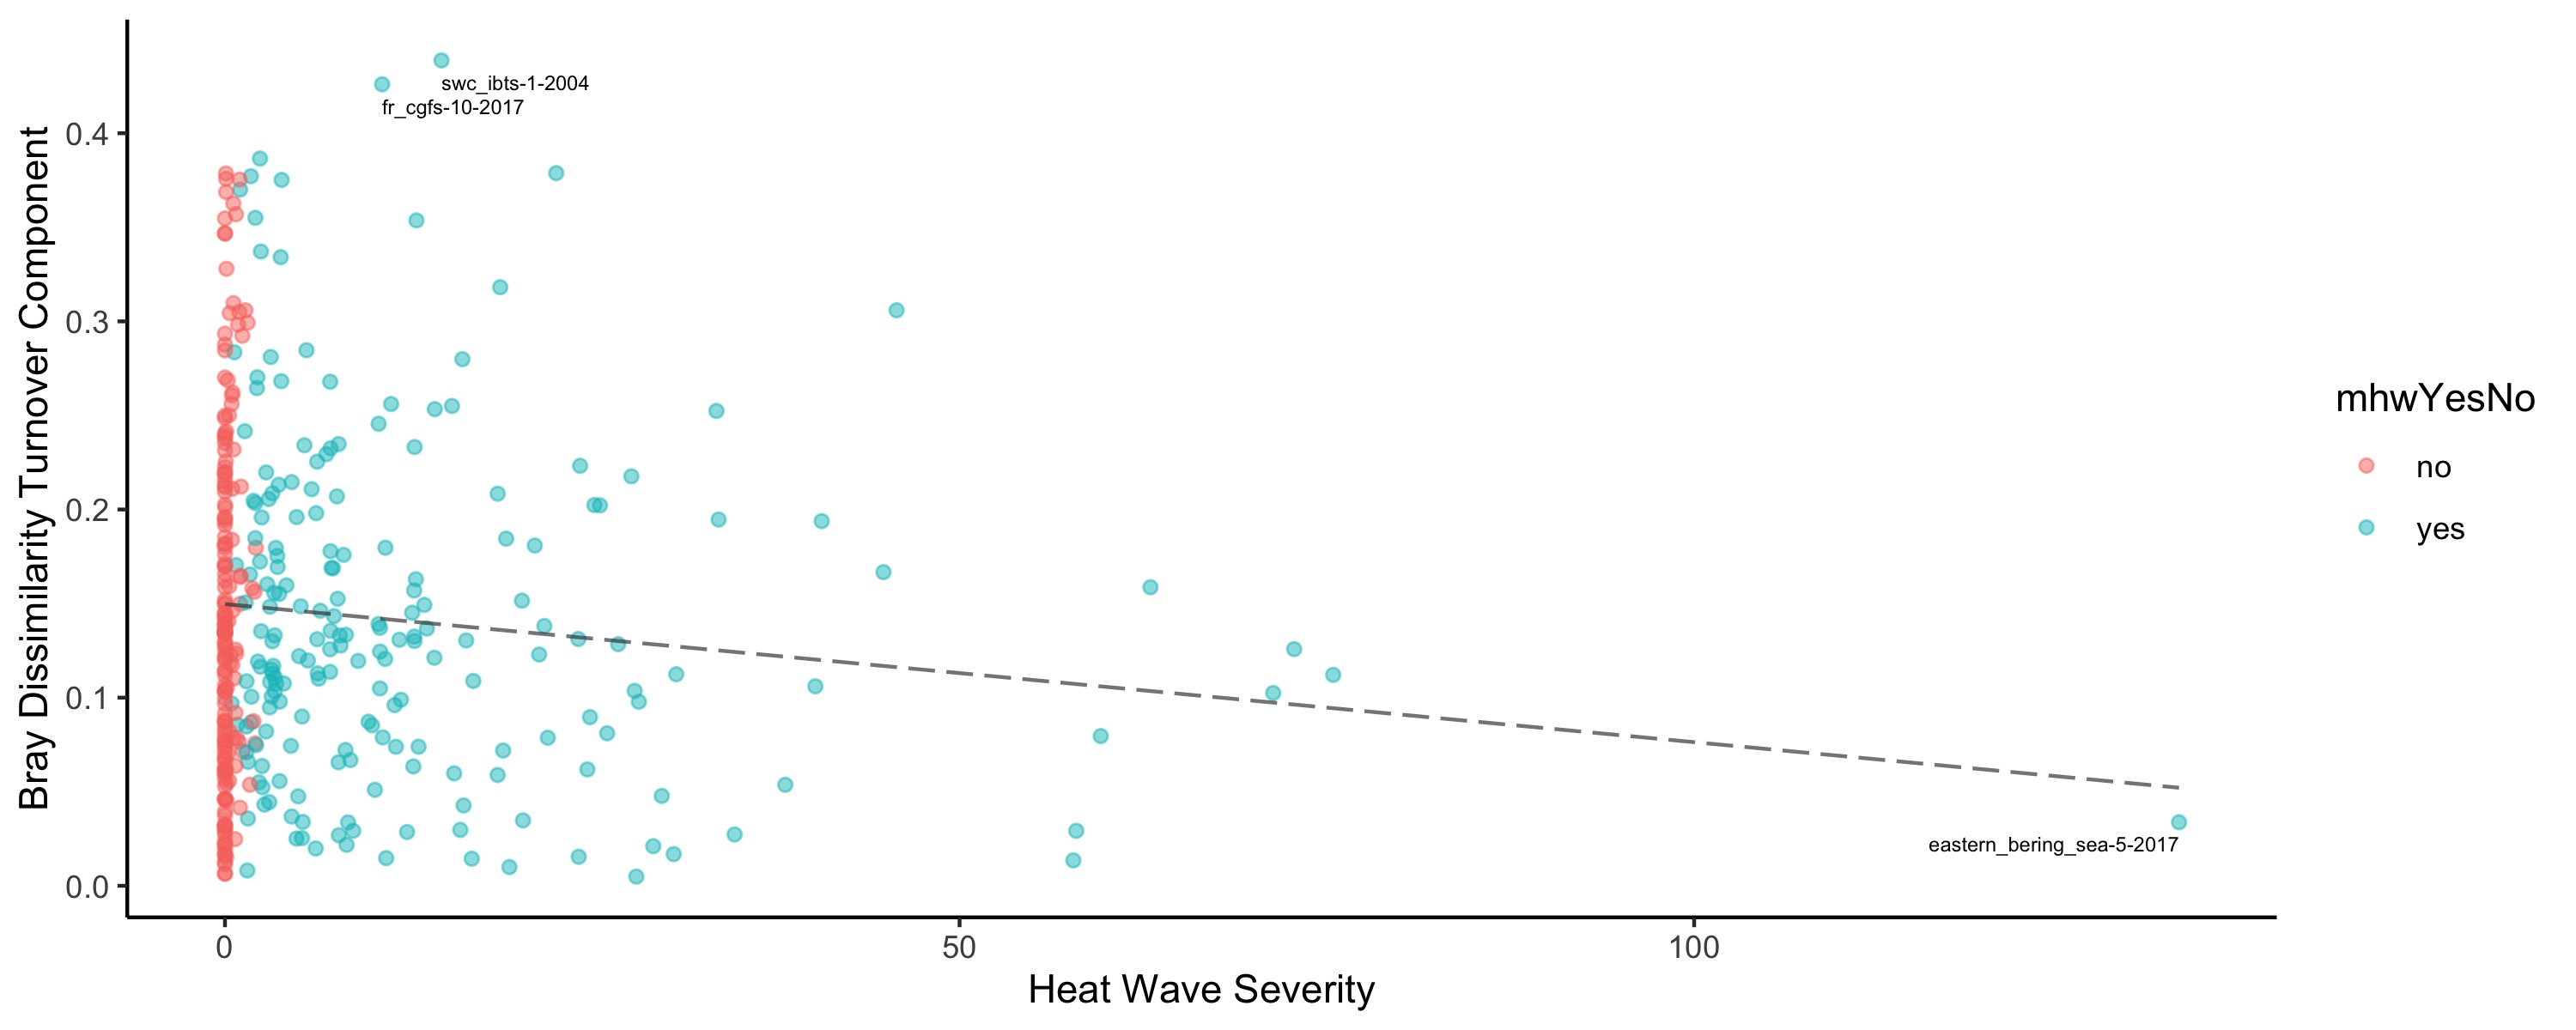 swc_ibts-1-2004
fr_cgfs-10-2017
0.4
0.3
0.2
0.1
0.0
Bray Dissimilarity Turnover Component
mhwYesNo
no
yes
eastern_bering_sea-5-2017
0
50
100
Heat Wave Severity